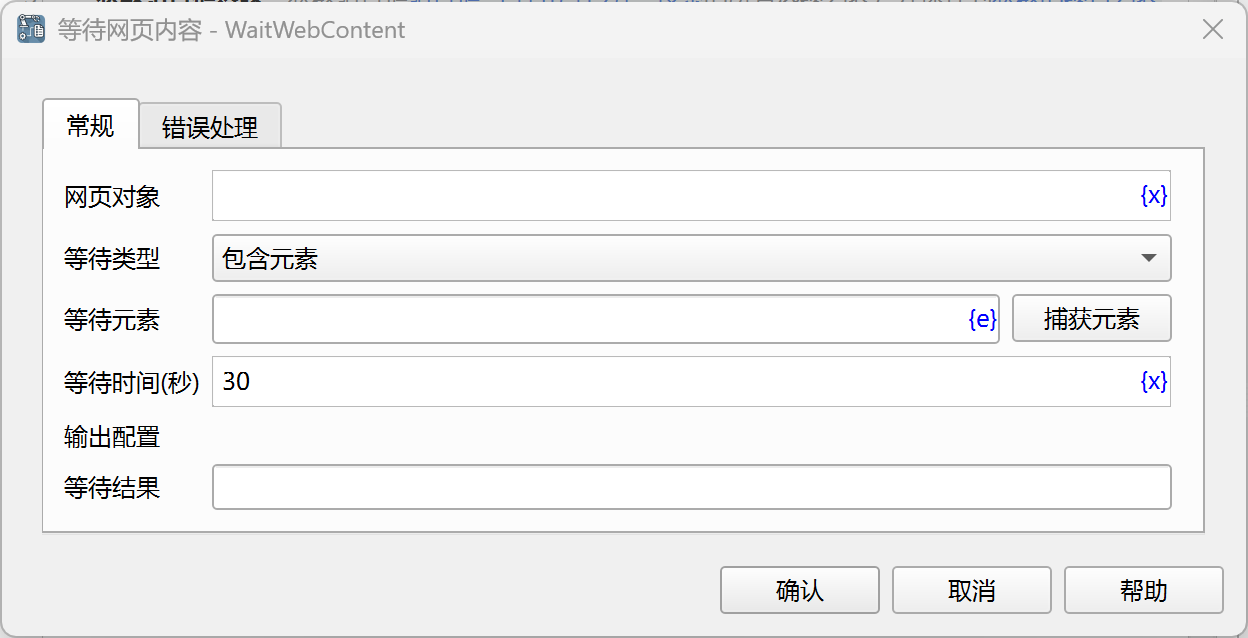 等待网页内容 - WaitWebContent
常规 错误处理
网页对象 {x}
等待类型 包含元素
等待元素 {e} 捕获元素
等待时间(秒) 30 {x}
输出配置
等待结果
确认 取消 帮助